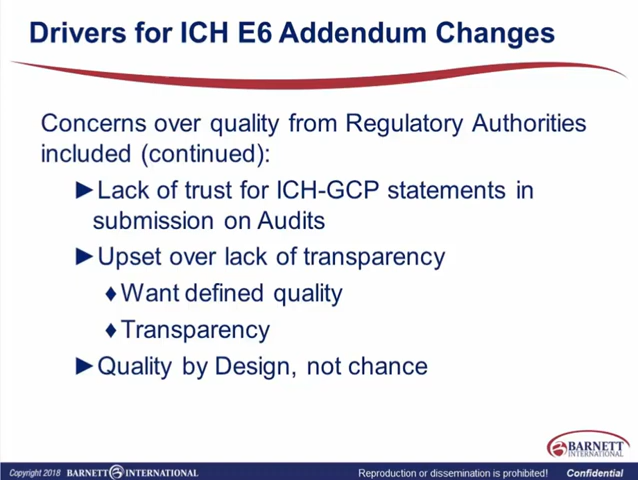 Drivers for ICH E6 Addendum Changes
Concerns over quality from Regulatory Authorities
included (continued):
►Lack of trust for ICH-GCP statements in
submission on Audits
►Upset over lack of transparency
♦Want defined quality
♦Transparency
►Quality by Design, not chance
BARNETT
INTERNATIONAL
Copyright 2018 BARNETT INTERNATIONAL Reproduction or dissemination is prohibited! Confidential